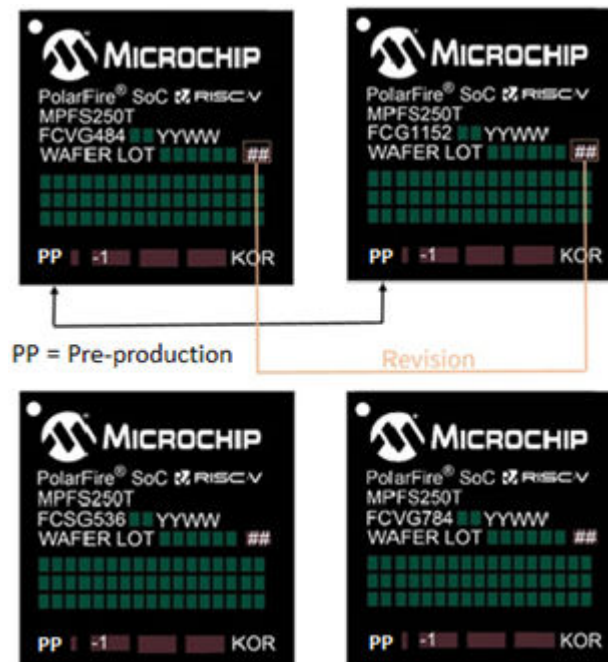 MICROCHIP
PolarFire® SoC RISC-V
MPFS250T
FCVG484 YYWW
WAFER LOT ##
PP -1 KOR
MICROCHIP
PolarFire® SoC RISC-V
MPFS250T
FCG1152 YYWW
WAFER LOT ##
PP -1 KOR
PP = Pre-production
Revision
MICROCHIP
PolarFire® SoC RISC-V
MPFS250T
FCSG536 YYWW
WAFER LOT ##
PP -1 KOR
MICROCHIP
PolarFire® SoC RISC-V
MPFS250T
FCVG784 YYWW
WAFER LOT ##
PP -1 KOR